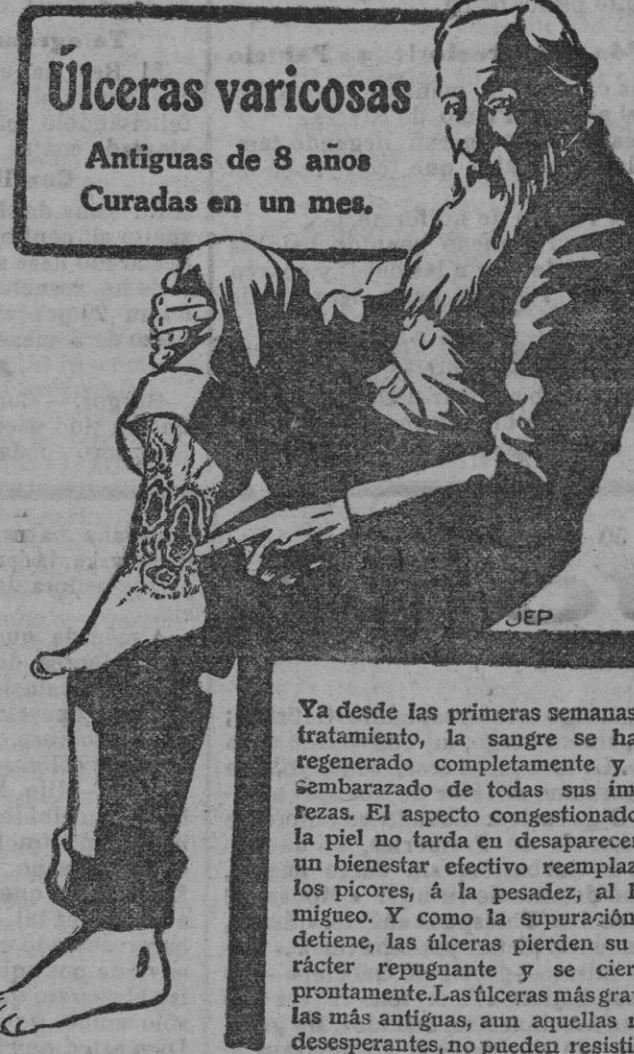 Úlceras varicosas
Antiguas de 8 años
Curadas en un mes.
JEP
Ya desde las primeras semanas
tratamiento, la sangre se ha
regenerado completamente y
sembarazado de todas sus im
rezas. El aspecto congestionado
la piel no tarda en desaparecer
un bienestar efectivo reemplaz
los picores, á la pesadez, al
migueo. Y como la supuración
detiene, las úlceras pierden su
rácter repugnante y se cier
prontamente. Las úlceras más grav
las más antiguas, aun aquellas
desesperantes, no pueden resisti